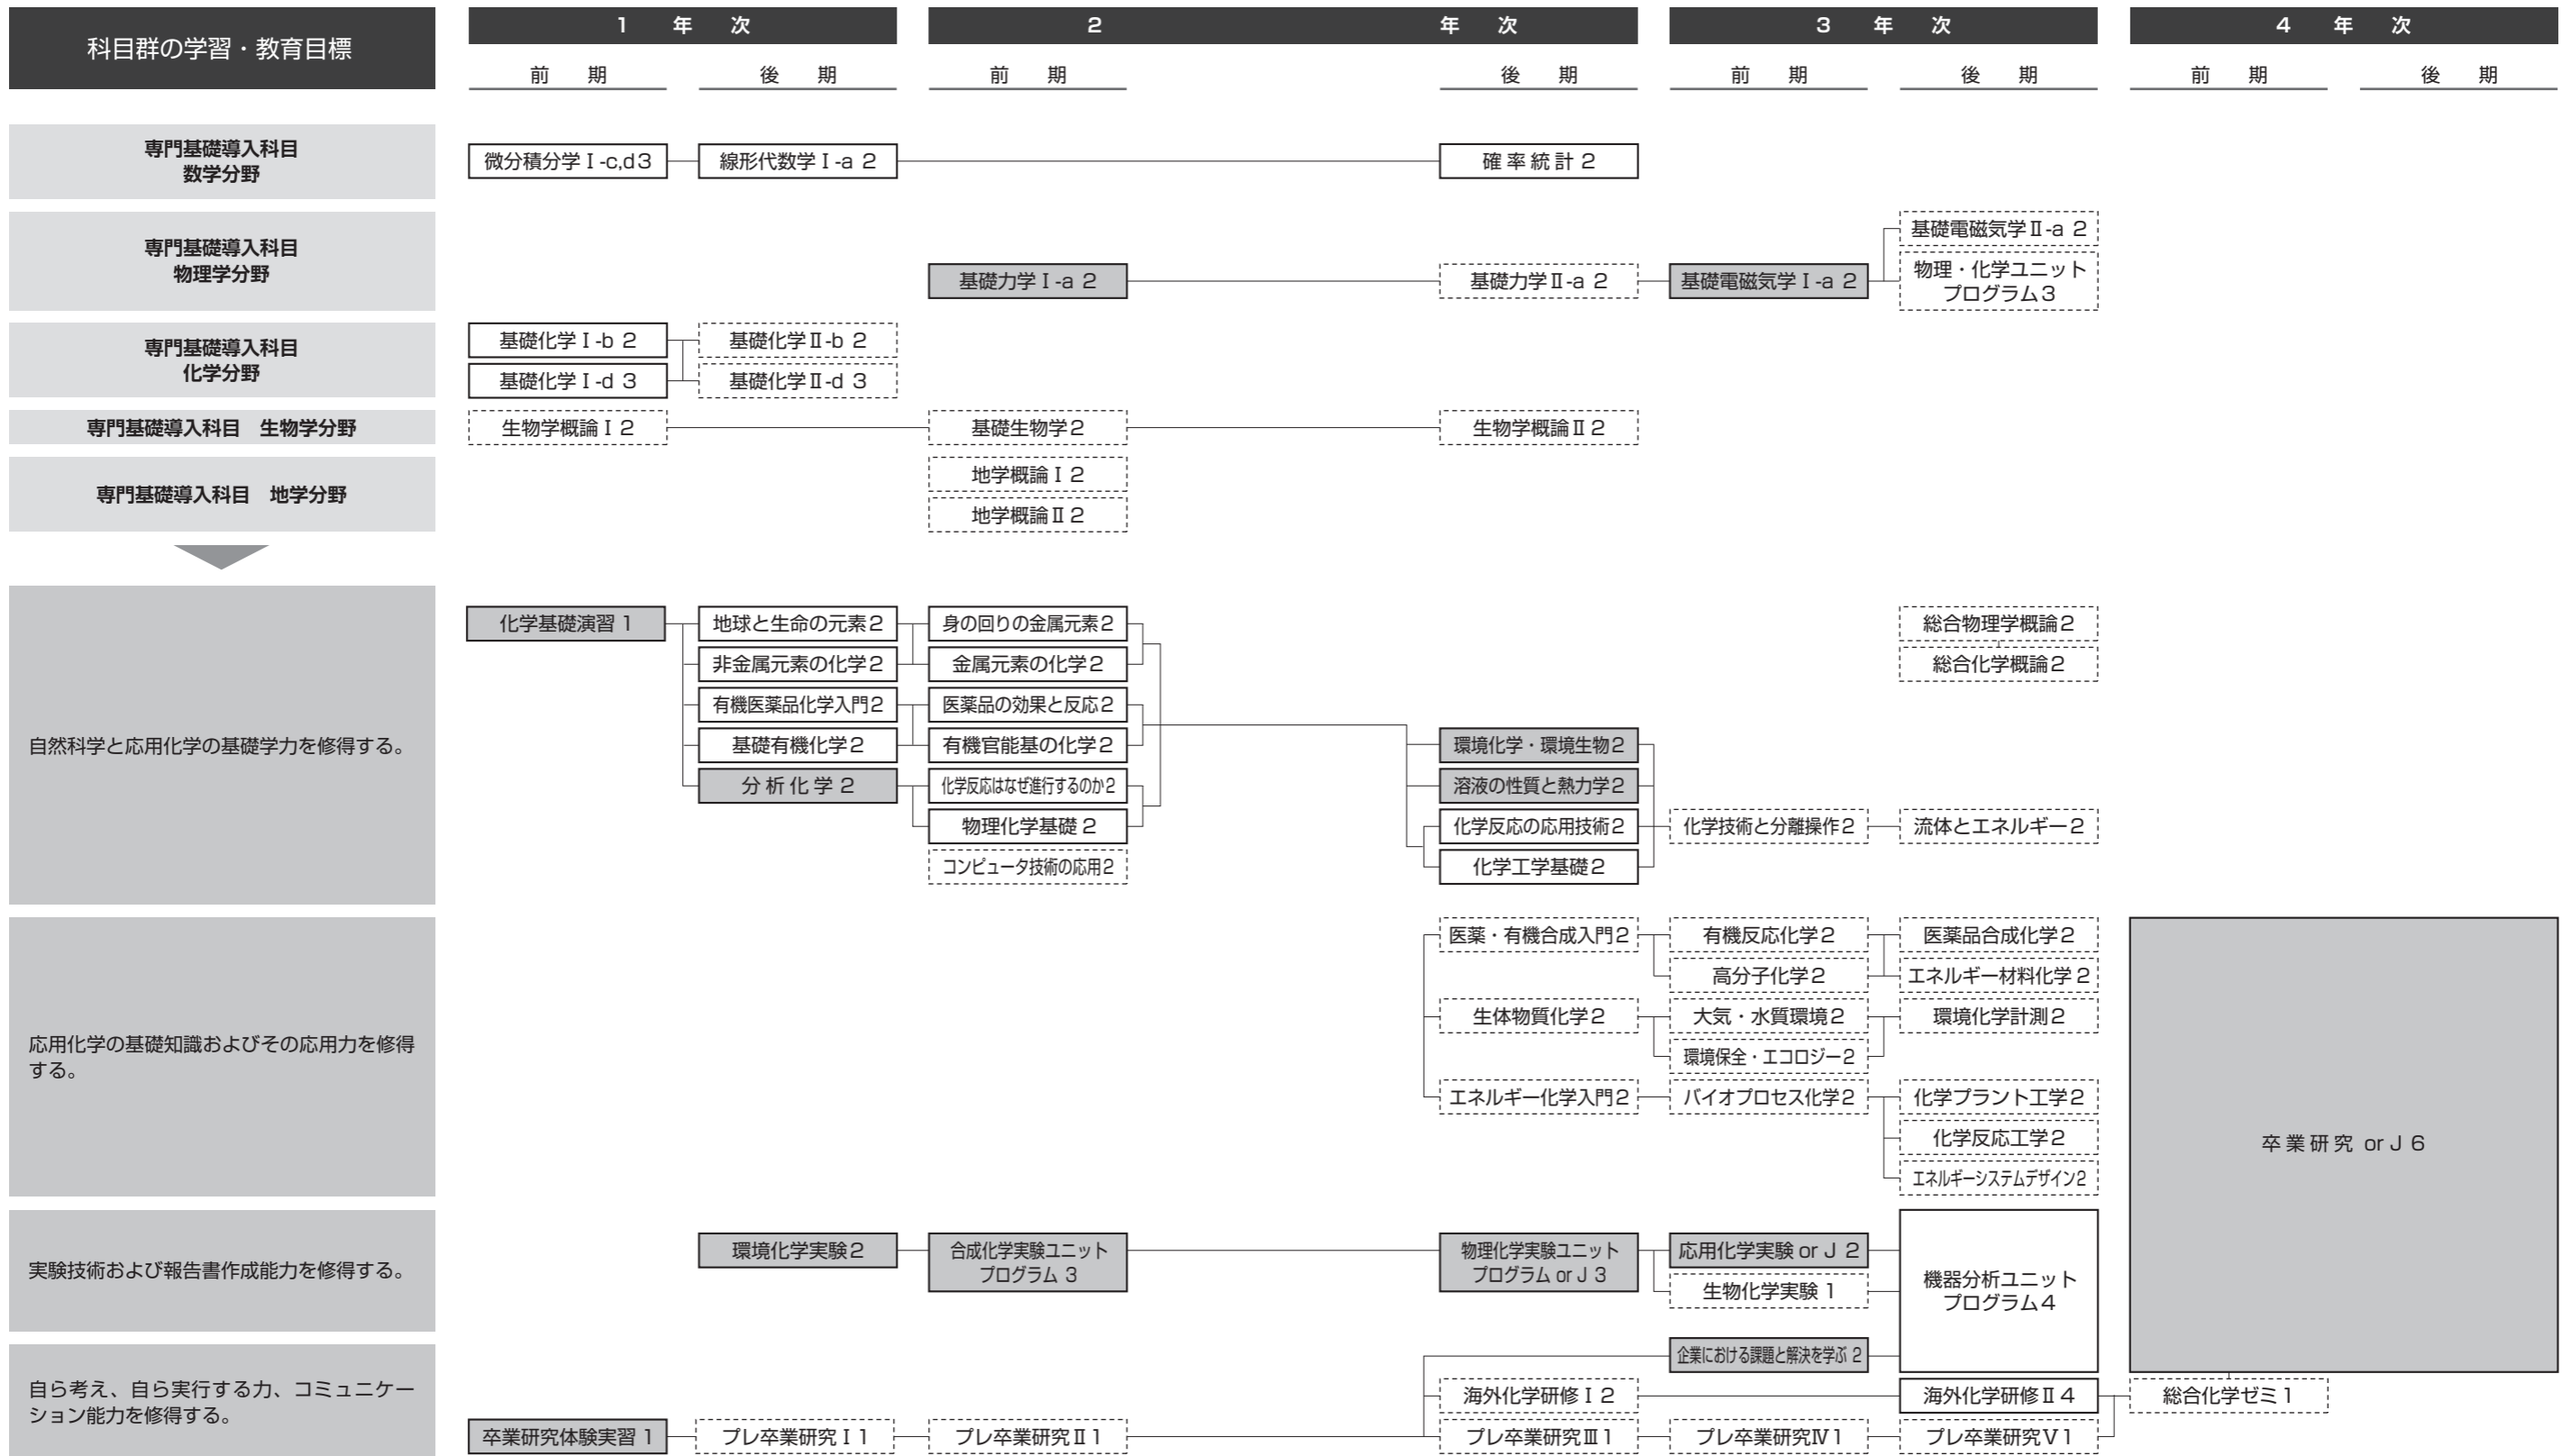 科目群の学習・教育目標
1 年 次
2 年 次
3 年 次
4 年 次
前 期
後 期
前 期
後 期
前 期
後 期
前 期
後 期
専門基礎導入科目
数学分野
微分積分学Ⅰ-c,d3
線形代数学Ⅰ-a 2
確率統計 2
専門基礎導入科目
物理学分野
基礎力学Ⅰ-a 2
基礎力学Ⅱ-a 2
基礎電磁気学Ⅰ-a 2
基礎電磁気学Ⅱ-a 2
物理・化学ユニット
プログラム3
専門基礎導入科目
化学分野
基礎化学Ⅰ-b 2
基礎化学Ⅱ-b 2
基礎化学Ⅰ-d 3
基礎化学Ⅱ-d 3
専門基礎導入科目 生物学分野
生物学概論Ⅰ 2
基礎生物学2
生物学概論Ⅱ 2
専門基礎導入科目 地学分野
地学概論Ⅰ 2
地学概論Ⅱ 2
自然科学と応用化学の基礎学力を修得する。
化学基礎演習 1
地球と生命の元素2
身の回りの金属元素2
総合物理学概論2
非金属元素の化学2
金属元素の化学2
総合化学概論2
有機医薬品化学入門2
医薬品の効果と反応2
基礎有機化学2
有機官能基の化学2
環境化学・環境生物2
分析化学 2
化学反応はなぜ進行するのか2
溶液の性質と熱力学2
物理化学基礎 2
化学反応の応用技術2
化学技術と分離操作2
流体とエネルギー2
コンピュータ技術の応用2
化学工学基礎2
応用化学の基礎知識およびその応用力を修得
する。
医薬・有機合成入門2
有機反応化学2
医薬品合成化学2
高分子化学2
エネルギー材料化学 2
生体物質化学2
大気・水質環境2
環境化学計測2
環境保全・エコロジー2
エネルギー化学入門2
バイオプロセス化学2
化学プラント工学2
化学反応工学2
エネルギーシステムデザイン2
卒業研究 or J 6
実験技術および報告書作成能力を修得する。
環境化学実験2
合成化学実験ユニット
プログラム 3
物理化学実験ユニット
プログラム or J 3
応用化学実験 or J 2
生物化学実験 1
機器分析ユニット
プログラム4
自ら考え、自ら実行する力、コミュニケー
ション能力を修得する。
企業における課題と解決を学ぶ 2
海外化学研修Ⅰ 2
海外化学研修Ⅱ 4
総合化学ゼミ 1
卒業研究体験実習 1
プレ卒業研究Ⅰ 1
プレ卒業研究Ⅱ 1
プレ卒業研究Ⅲ 1
プレ卒業研究Ⅳ 1
プレ卒業研究Ⅴ 1